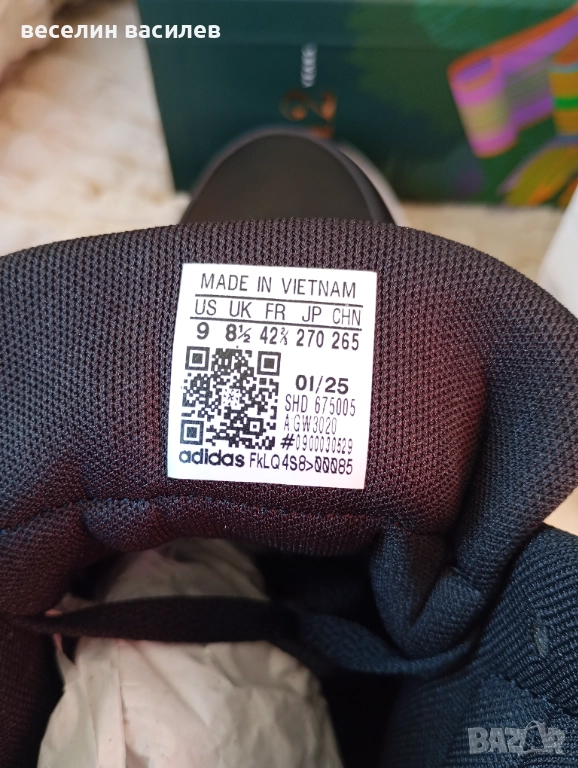 веселин василев
MADE IN VIETNAM
US UK FR JP CHN
9 8½ 42⅔ 270 265
01/25
SHD 675005
A GW3020
#0900030529
adidas FkLQ4S8>00085
BAZAR